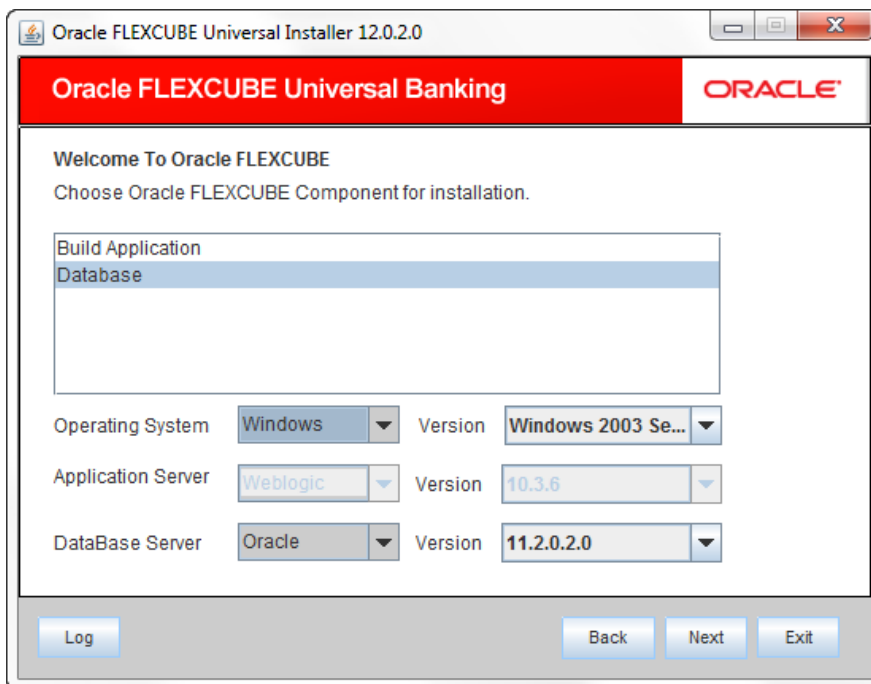 Oracle FLEXCUBE Universal Installer 12.0.2.0
Oracle FLEXCUBE Universal Banking
ORACLE
Welcome To Oracle FLEXCUBE
Choose Oracle FLEXCUBE Component for installation.
Build Application
Database
Operating System Windows Version Windows 2003 Se...
Application Server Weblogic Version 10.3.6
DataBase Server Oracle Version 11.2.0.2.0
Log Back Next Exit